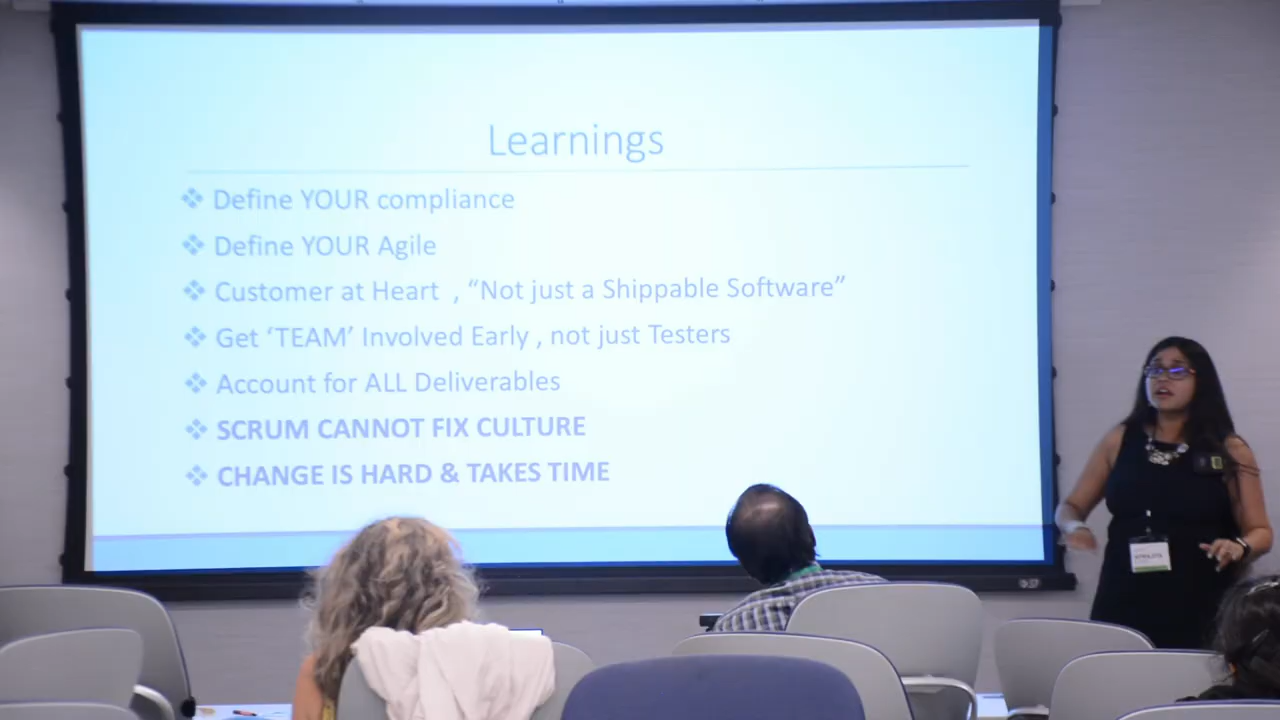 Learnings
❖ Define YOUR compliance
❖ Define YOUR Agile
❖ Customer at Heart , “Not just a Shippable Software”
❖ Get ‘TEAM’ Involved Early , not just Testers
❖ Account for ALL Deliverables
❖ SCRUM CANNOT FIX CULTURE
❖ CHANGE IS HARD & TAKES TIME